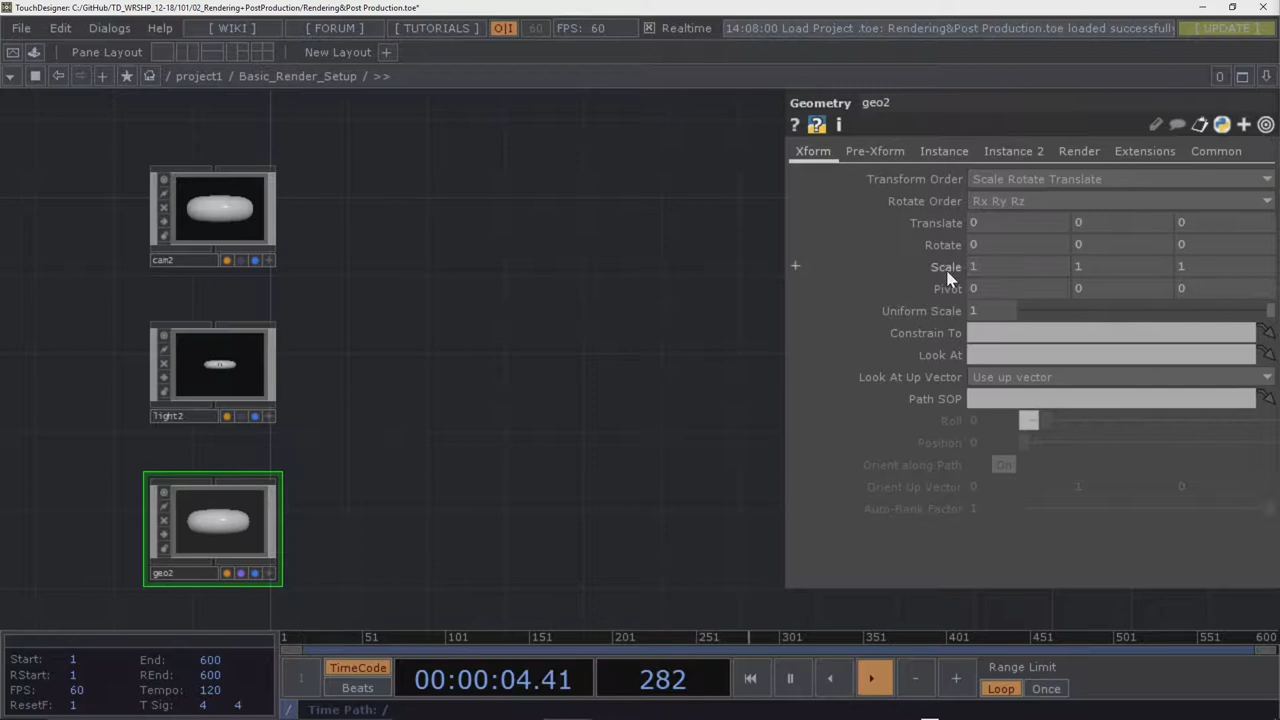 TouchDesigner: C:/GitHub/TD_WRSHP_12-18/101/02_Rendering+PostProduction/Rendering&Post Production.toe*
File Edit Dialogs Help [ WIKI ] [ FORUM ] [ TUTORIALS ] O|I 60 FPS: 60 Realtime 14:08:00 Load Project .toe: Rendering&Post Production.toe loaded successfull [ UPDATE ]
Pane Layout New Layout +
/ project1 / Basic_Render_Setup / >> 0
Geometry geo2
? ? i
Xform Pre-Xform Instance Instance 2 Render Extensions Common
Transform Order Scale Rotate Translate
Rotate Order Rx Ry Rz
Translate 0 0 0
Rotate 0 0 0
+ Scale 1 1 1
Pivot 0 0 0
Uniform Scale 1
Constrain To
Look At
Look At Up Vector Use up vector
Path SOP
Roll 0
Position 0
Orient along Path On
Orient Up Vector 0 1 0
Auto-Bank Factor 1
cam2
light2
geo2
1 51 101 151 201 251 301 351 401 451 501 551 600
Start: 1 End: 600
RStart: 1 REnd: 600
FPS: 60 Tempo: 120
ResetF: 1 T Sig: 4 4
1 TimeCode Beats 00:00:04.41 282 - + Range Limit
Loop Once
/ Time Path: /